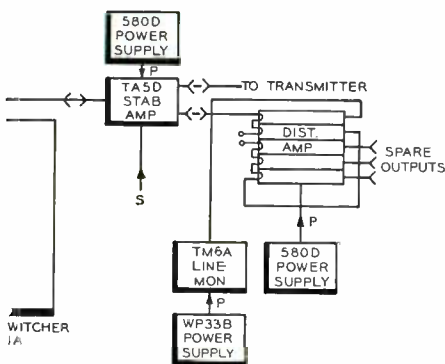 580D
POWER
SUPPLY
P
TA5D
STAB
AMP
TO TRANSMITTER
S
DIST.
AMP
SPARE
OUTPUTS
P
TM6A
LINE
MON
580D
POWER
SUPPLY
P
WP33B
POWER
SUPPLY
WITCHER